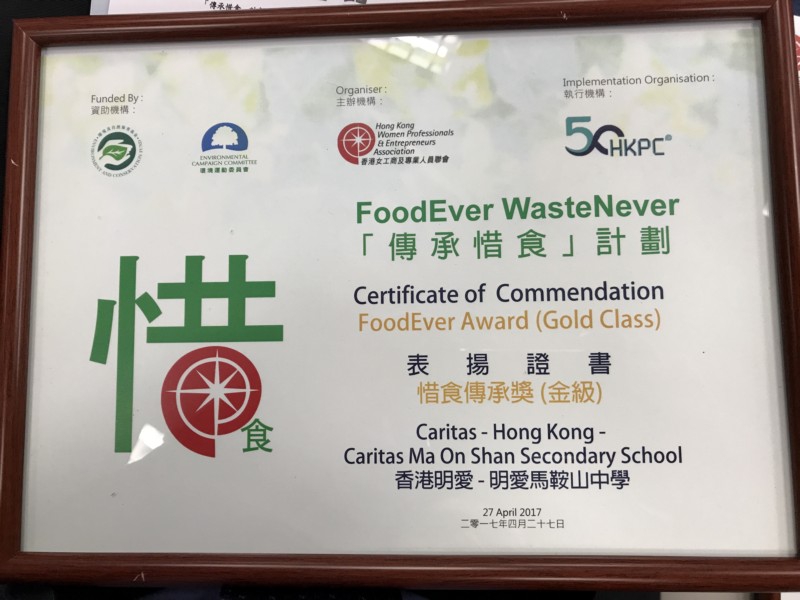 Funded By :
資助機構：
ENVIRONMENTAL
CAMPAIGN COMMITTEE
環境運動委員會
Organiser :
主辦機構：
Hong Kong
Women Professionals
& Entrepreneurs
Association
香港女工商及專業人員聯會
Implementation Organisation :
執行機構：
50 HKPC
FoodEver WasteNever
「傳承惜食」計劃
惜
食
Certificate of Commendation
FoodEver Award (Gold Class)
表揚證書
惜食傳承獎 (金級)
Caritas - Hong Kong -
Caritas Ma On Shan Secondary School
香港明愛 - 明愛馬鞍山中學
27 April 2017
二零一七年四月二十七日